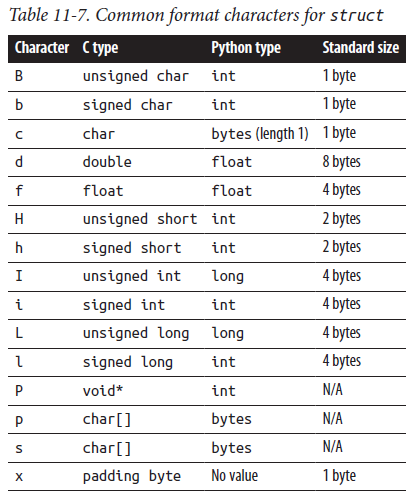 Table 11-7. Common format characters for struct
Character C type Python type Standard size
B unsigned char int 1 byte
b signed char int 1 byte
c char bytes (length 1) 1 byte
d double float 8 bytes
f float float 4 bytes
H unsigned short int 2 bytes
h signed short int 2 bytes
I unsigned int long 4 bytes
i signed int int 4 bytes
L unsigned long long 4 bytes
l signed long int 4 bytes
P void* int N/A
p char[] bytes N/A
s char[] bytes N/A
x padding byte No value 1 byte